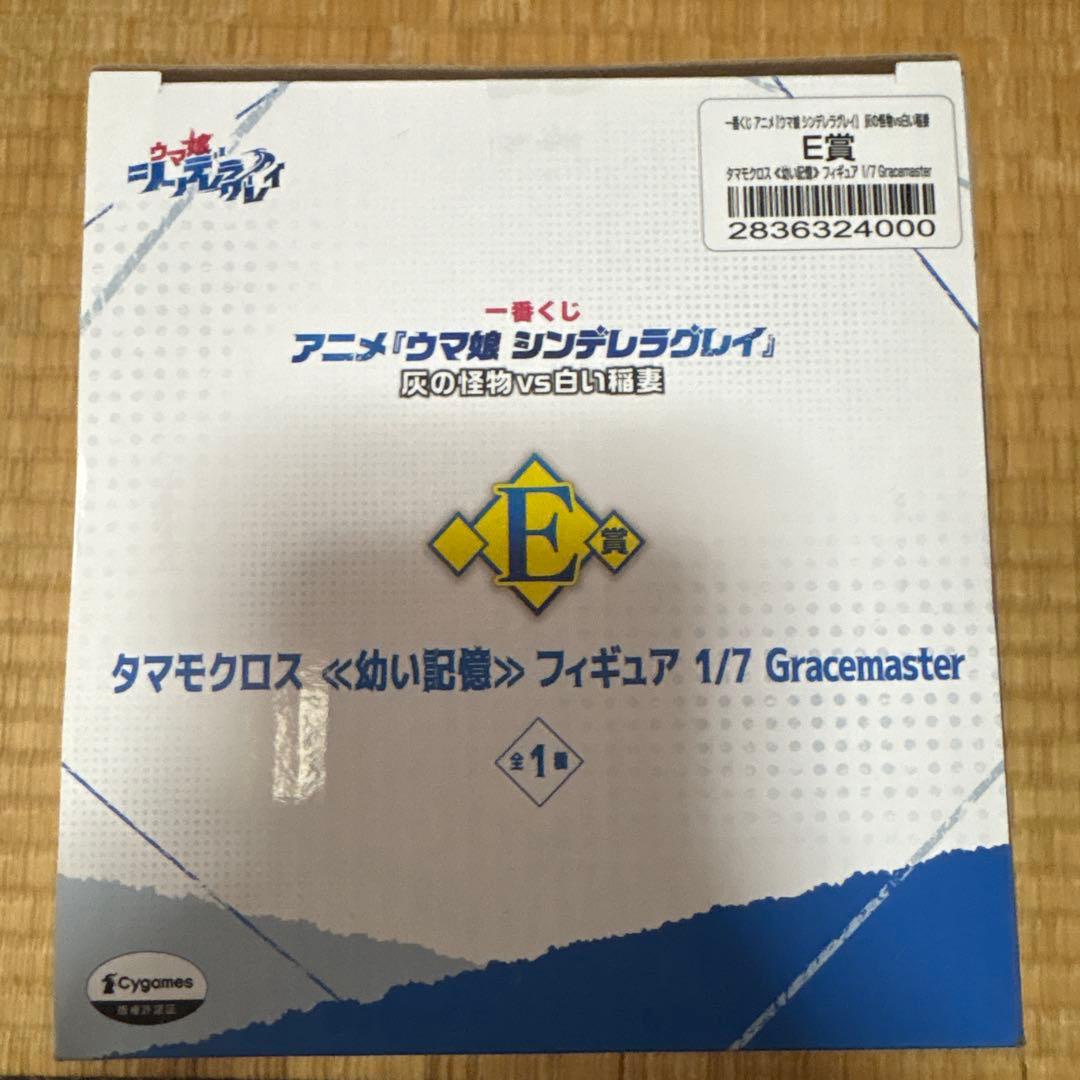 ウマ娘
シンデレラグレイ
一番くじ アニメ『ウマ娘 シンデレラグレイ』 灰の怪物vs白い稲妻
E賞
タマモクロス ≪幼い記憶≫ フィギュア 1/7 Gracemaster
2836324000
一番くじ
アニメ『ウマ娘 シンデレラグレイ』
灰の怪物vs白い稲妻
E賞
タマモクロス ≪幼い記憶≫ フィギュア 1/7 Gracemaster
全1種
Cygames
版権許諾証